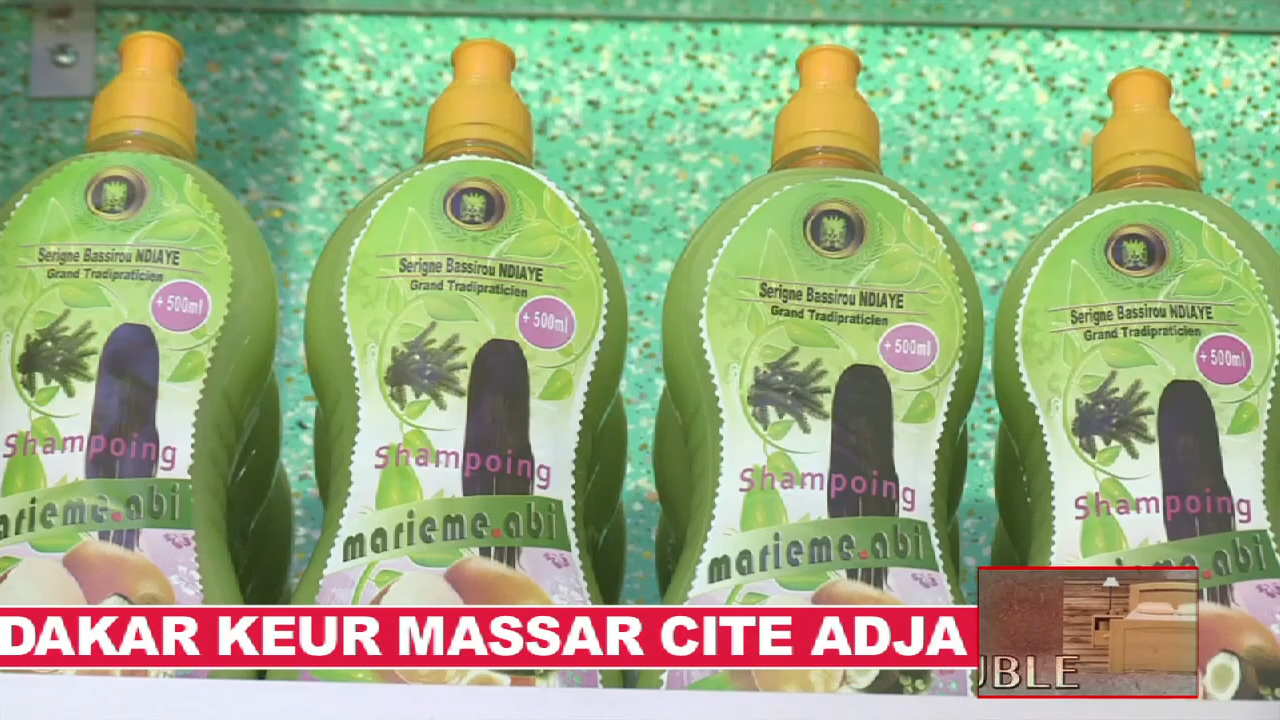 Serigne Bassirou NDIAYE
Grand Tradipraticien
+ 500ml
Shampoing
arieme.abi
Serigne Bassirou NDIAYE
Grand Tradipraticien
+500ml
Shampoing
marieme.abi
Serigne Bassirou NDIAYE
Grand Tradipraticien
+500ml
Shampoing
marieme.abi
Serigne Bassirou NDIAYE
Grand Tradipraticien
+500ml
Shampoing
.abi
DAKAR KEUR MASSAR CITE ADJA
UBLE